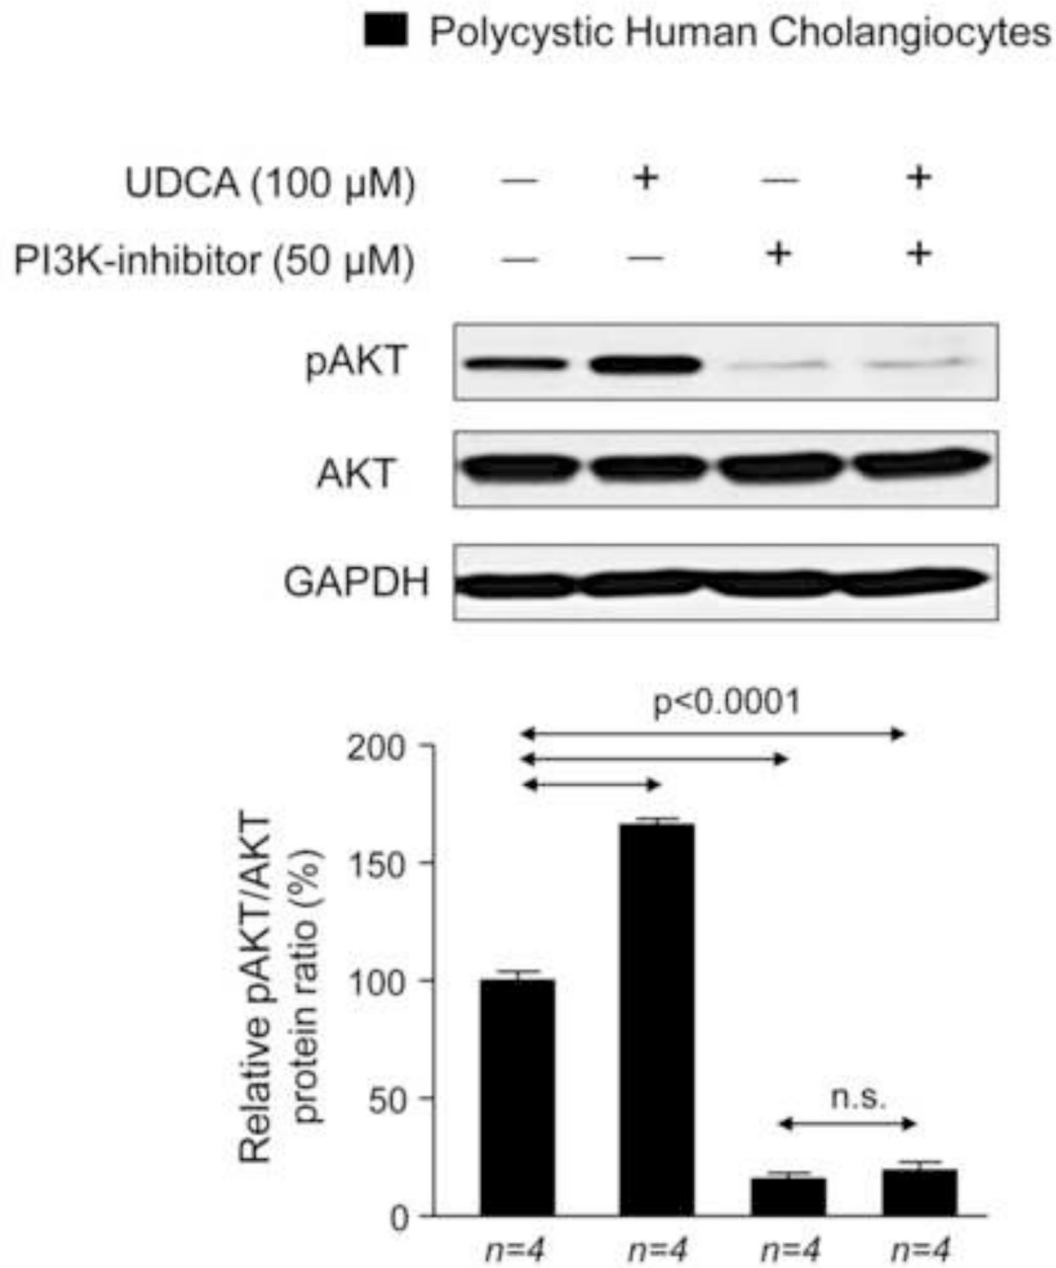 Polycystic Human Cholangiocytes
UDCA (100 µM) — + — +
PI3K-inhibitor (50 µM) — — + +
pAKT
AKT
GAPDH
p<0.0001
200
150
100
50
0
Relative pAKT/AKT
protein ratio (%)
n.s.
n=4 n=4 n=4 n=4